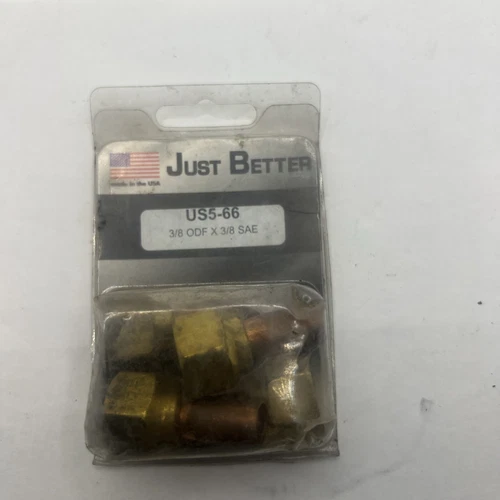 JUST BETTER
Made in the USA
US5-66
3/8 ODF X 3/8 SAE